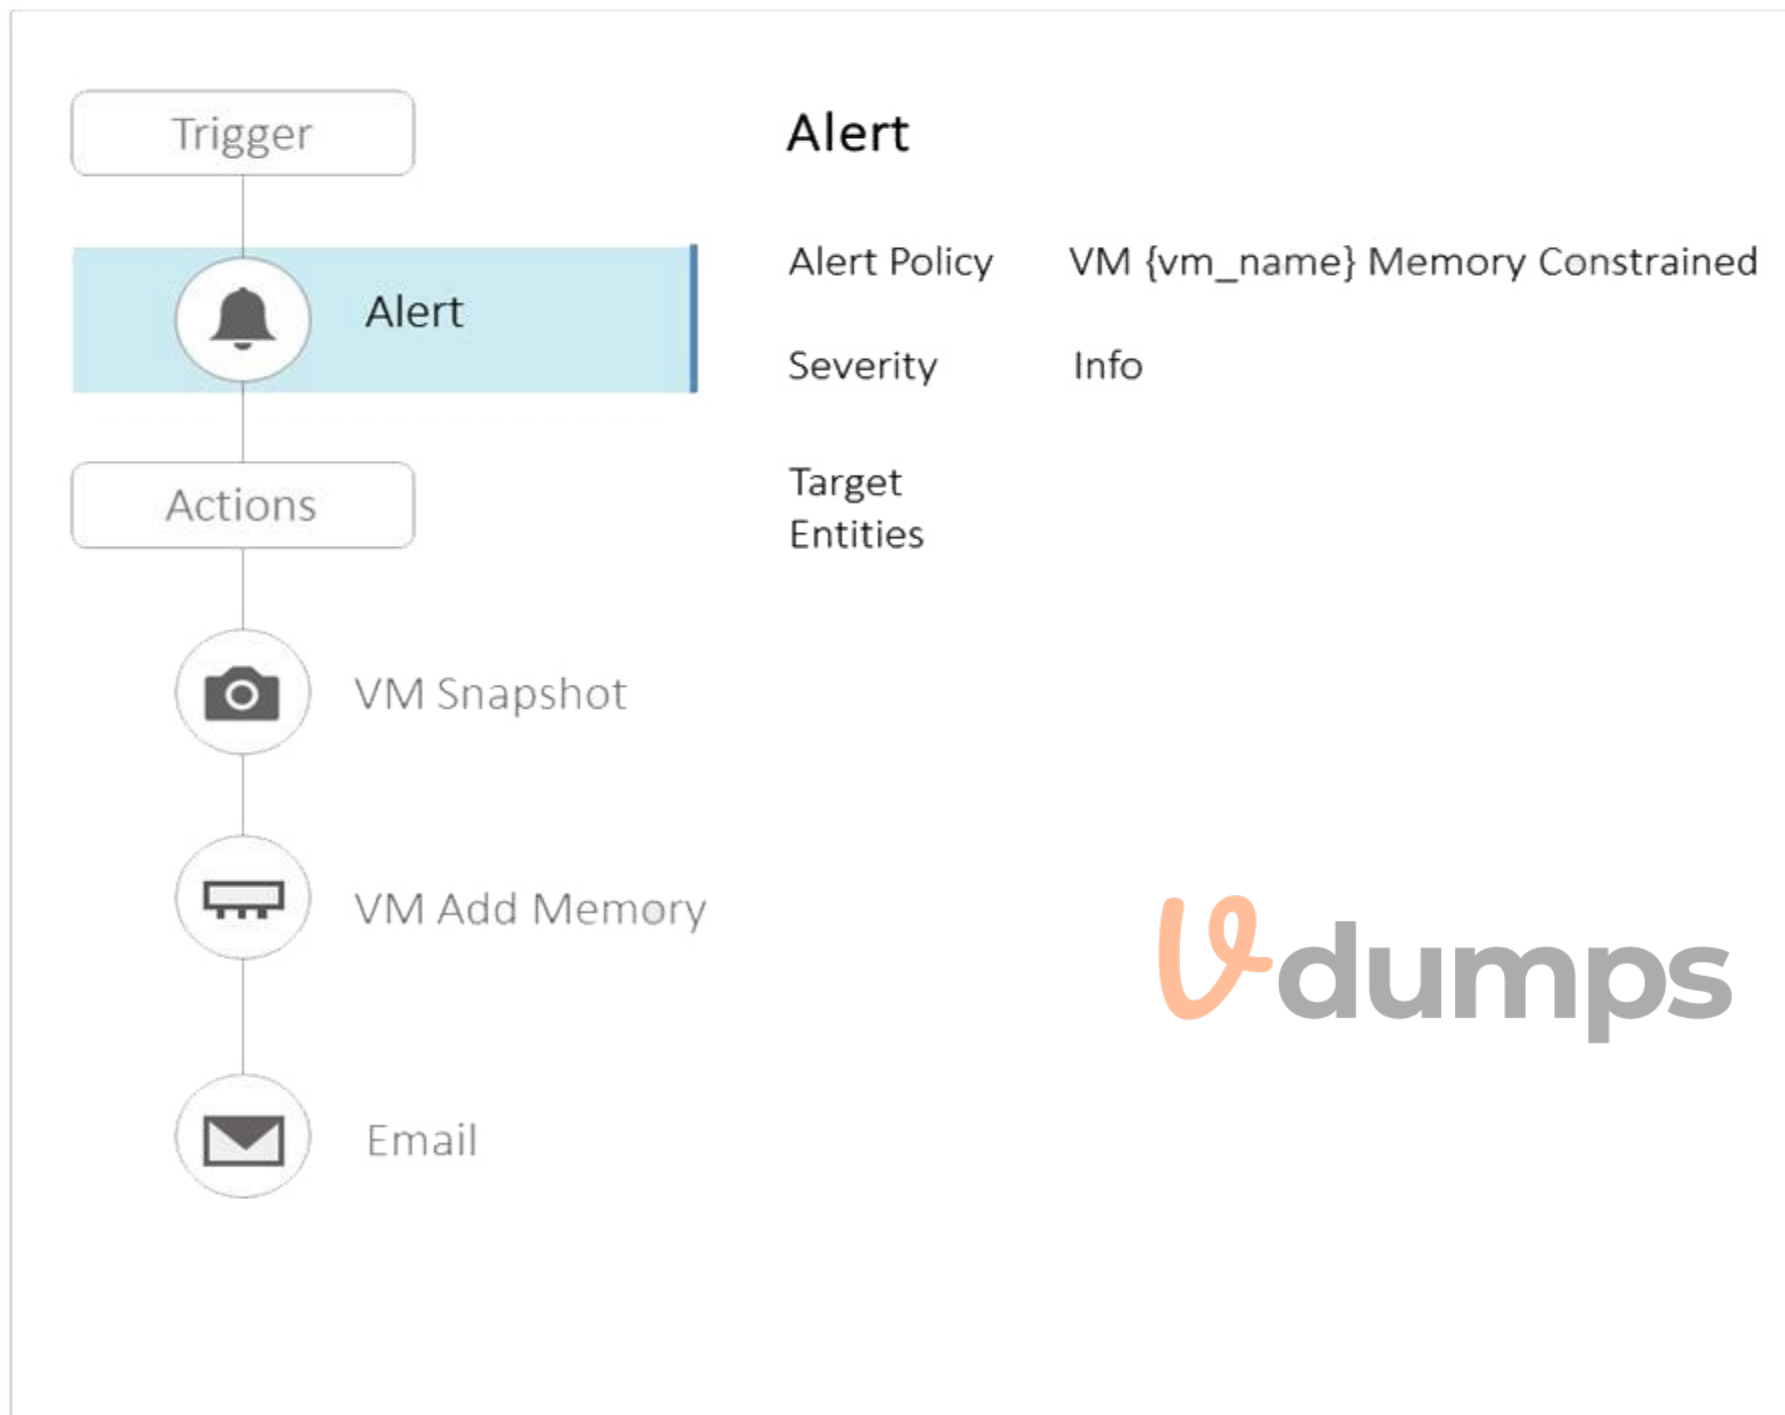 Trigger
Alert
Actions
VM Snapshot
VM Add Memory
Email
Alert
Alert Policy VM {vm_name} Memory Constrained
Severity Info
Target
Entities
Vdumps